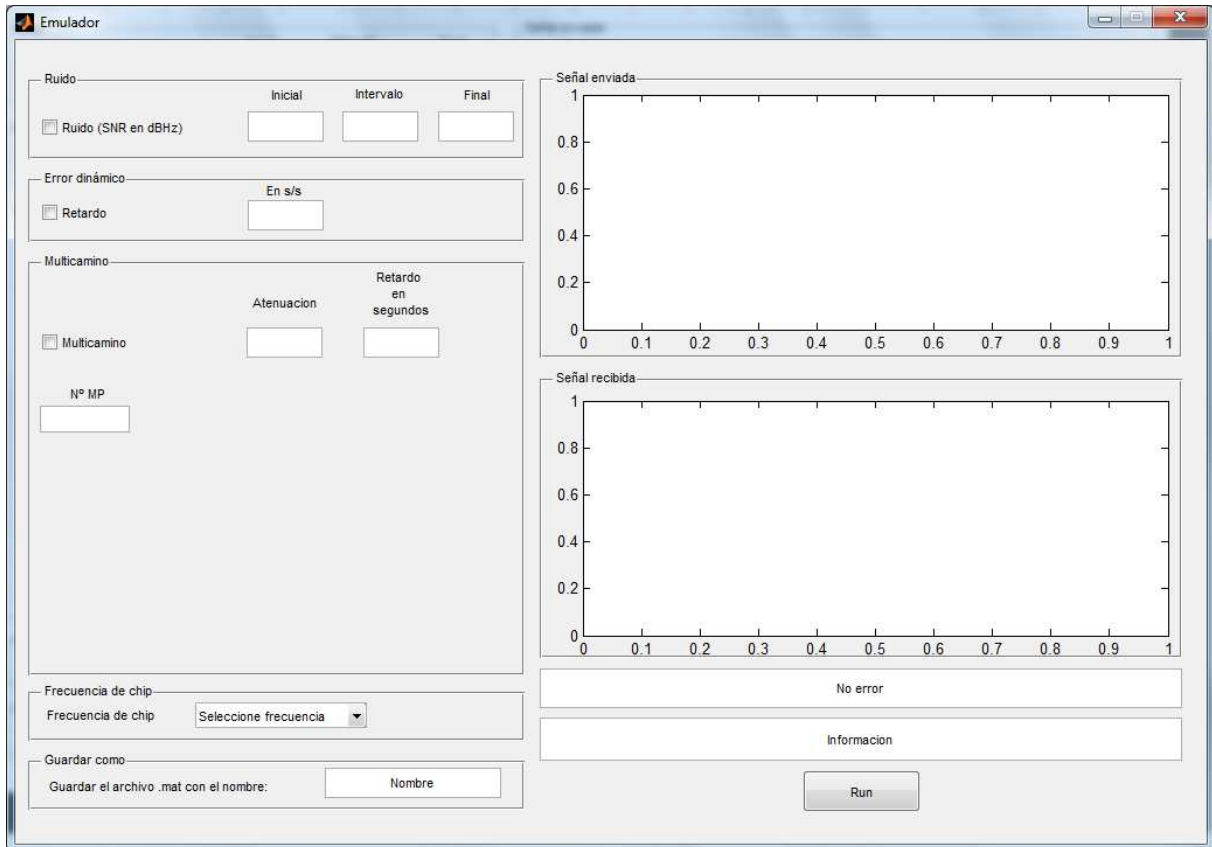 Emulador
Ruido
Inicial Intervalo Final
Ruido (SNR en dBHz)
Error dinámico
En s/s
Retardo
Multicamino
Atenuacion
Retardo
en
segundos
Multicamino
Nº MP
Frecuencia de chip
Frecuencia de chip Seleccione frecuencia
Guardar como
Guardar el archivo .mat con el nombre: Nombre
Señal enviada
1
0.8
0.6
0.4
0.2
0
0 0.1 0.2 0.3 0.4 0.5 0.6 0.7 0.8 0.9 1
Señal recibida
1
0.8
0.6
0.4
0.2
0
0 0.1 0.2 0.3 0.4 0.5 0.6 0.7 0.8 0.9 1
No error
Informacion
Run